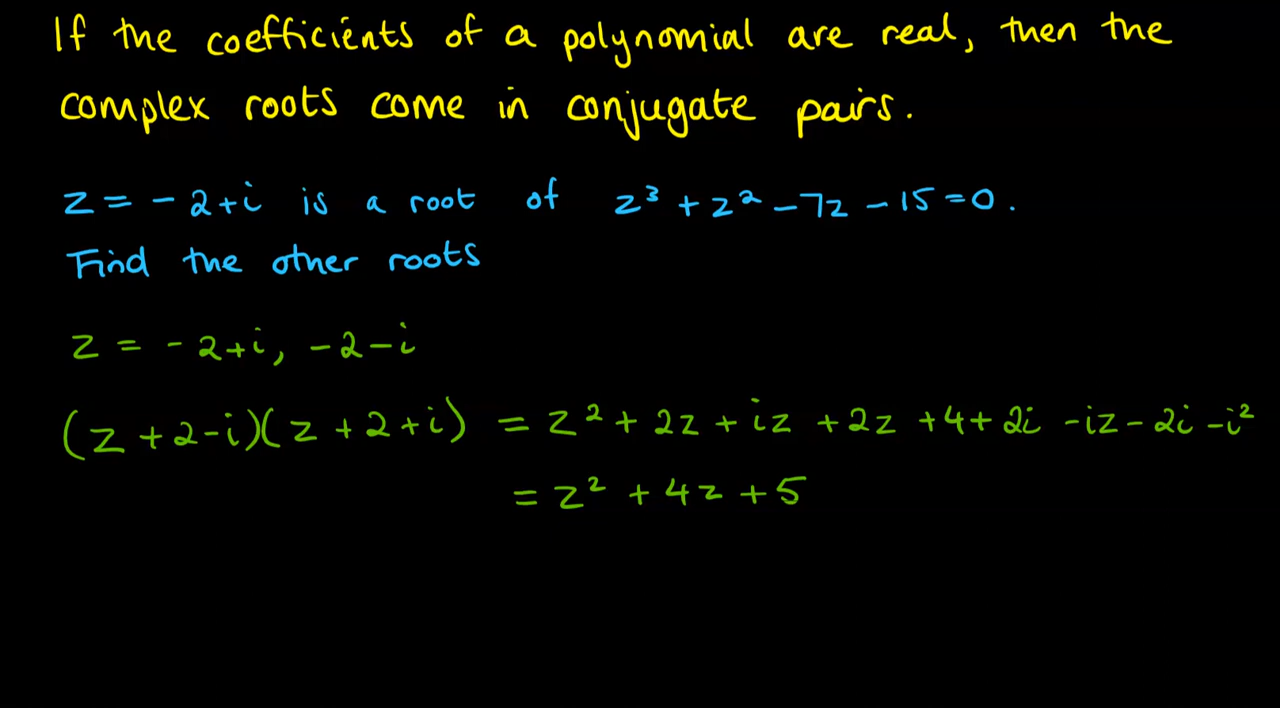 If the coefficients of a polynomial are real, then the
complex roots come in conjugate pairs.
z = -2+i is a root of z³ + z² - 7z - 15 = 0.
Find the other roots
z = -2+i, -2-i
(z+2-i)(z+2+i) = z² + 2z + iz + 2z + 4 + 2i - iz - 2i - i²
= z² + 4z + 5